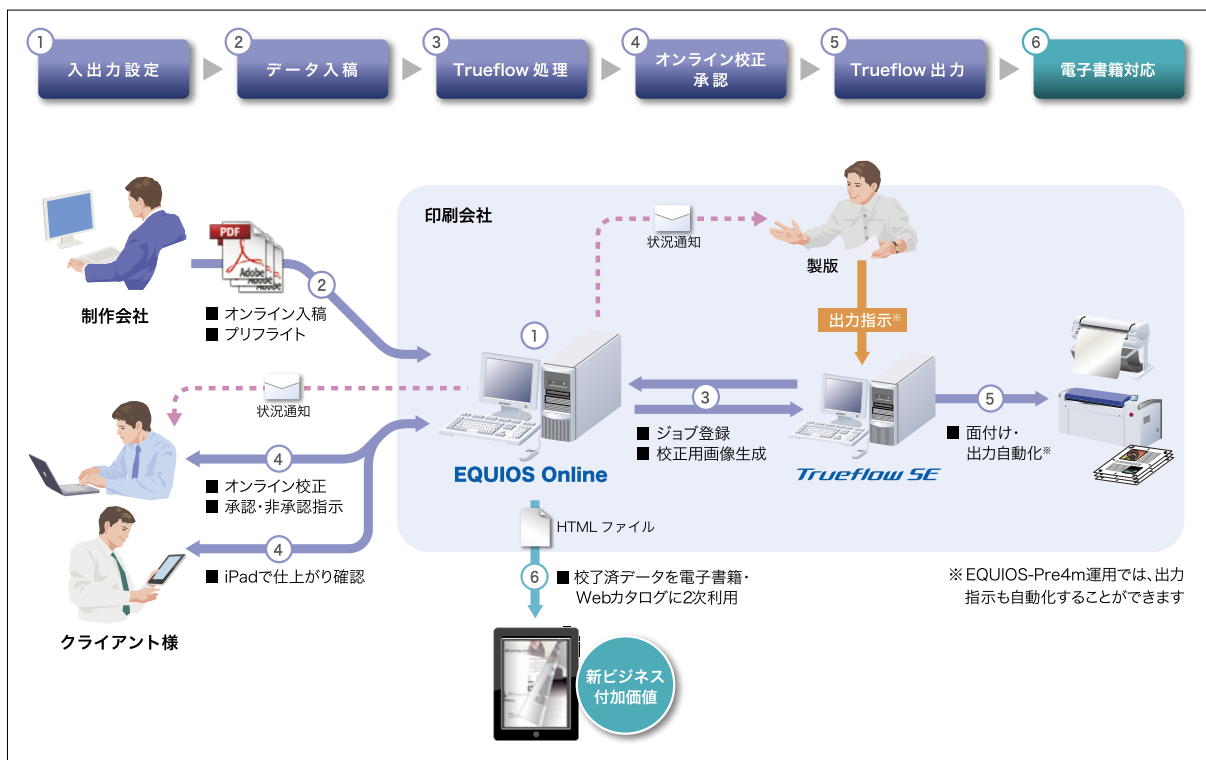 1
入出力設定
2
データ入稿
3
Trueflow 処理
4
オンライン校正
承認
5
Trueflow 出力
6
電子書籍対応
印刷会社
状況通知
製版
制作会社
PDF
Adobe
2
■ オンライン入稿
■ プリフライト
1
出力指示※
状況通知
3
■ ジョブ登録
■ 校正用画像生成
5
■ 面付け・
出力自動化※
4
■ オンライン校正
■ 承認・非承認指示
EQUIOS Online
Trueflow SE
HTML ファイル
4
■ iPadで仕上がり確認
クライアント様
6
■ 校了済データを電子書籍・
Webカタログに2次利用
※ EQUIOS-Pre4m運用では、出力
指示も自動化することができます
新ビジネス
付加価値